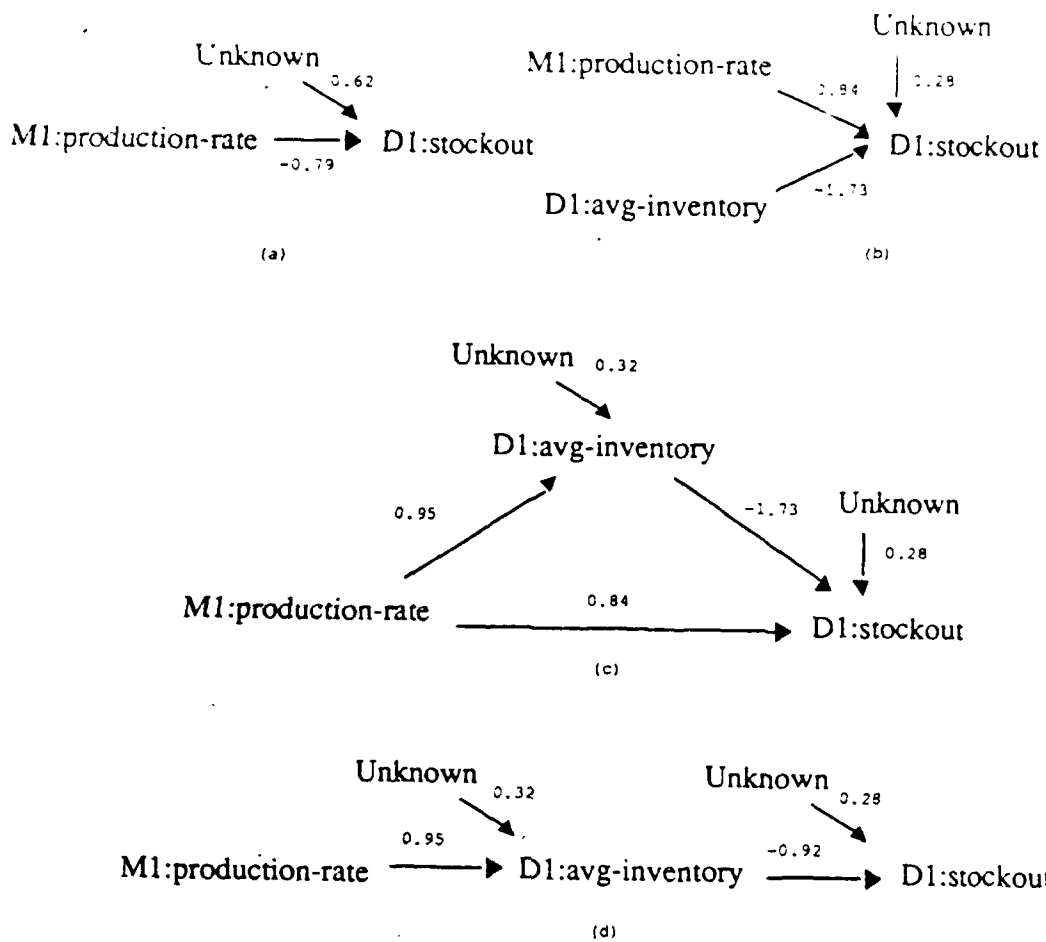 Unknown
0.62
M1:production-rate
-0.79
D1:stockout
(a)
Unknown
M1:production-rate
0.84
0.28
D1:stockout
D1:avg-inventory
-1.73
(b)
Unknown
0.32
D1:avg-inventory
0.95
-1.73
Unknown
0.28
M1:production-rate
0.84
D1:stockout
(c)
Unknown
0.32
Unknown
0.28
M1:production-rate
0.95
D1:avg-inventory
-0.92
D1:stockout
(d)